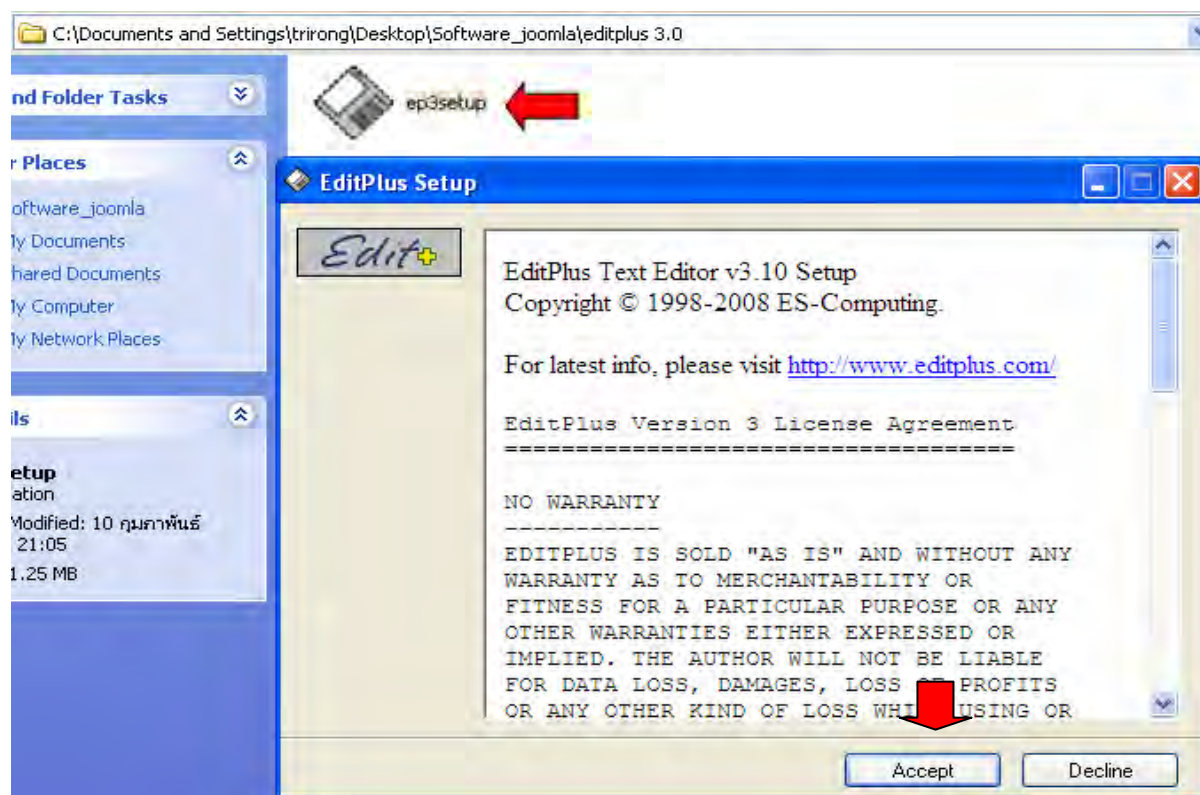 C:\Documents and Settings\trirong\Desktop\Software_joomla\editplus 3.0
nd Folder Tasks
ep3setup
r Places
oftware_joomla
y Documents
hared Documents
y Computer
y Network Places
ils
etup
ation
Modified: 10 กุมภาพันธ์
21:05
1.25 MB
EditPlus Setup
Edit+
EditPlus Text Editor v3.10 Setup
Copyright © 1998-2008 ES-Computing.
For latest info, please visit http://www.editplus.com/
EditPlus Version 3 License Agreement
====================================
NO WARRANTY
-----------
EDITPLUS IS SOLD "AS IS" AND WITHOUT ANY
WARRANTY AS TO MERCHANTABILITY OR
FITNESS FOR A PARTICULAR PURPOSE OR ANY
OTHER WARRANTIES EITHER EXPRESSED OR
IMPLIED. THE AUTHOR WILL NOT BE LIABLE
FOR DATA LOSS, DAMAGES, LOSS PROFITS
OR ANY OTHER KIND OF LOSS USING OR
Accept
Decline